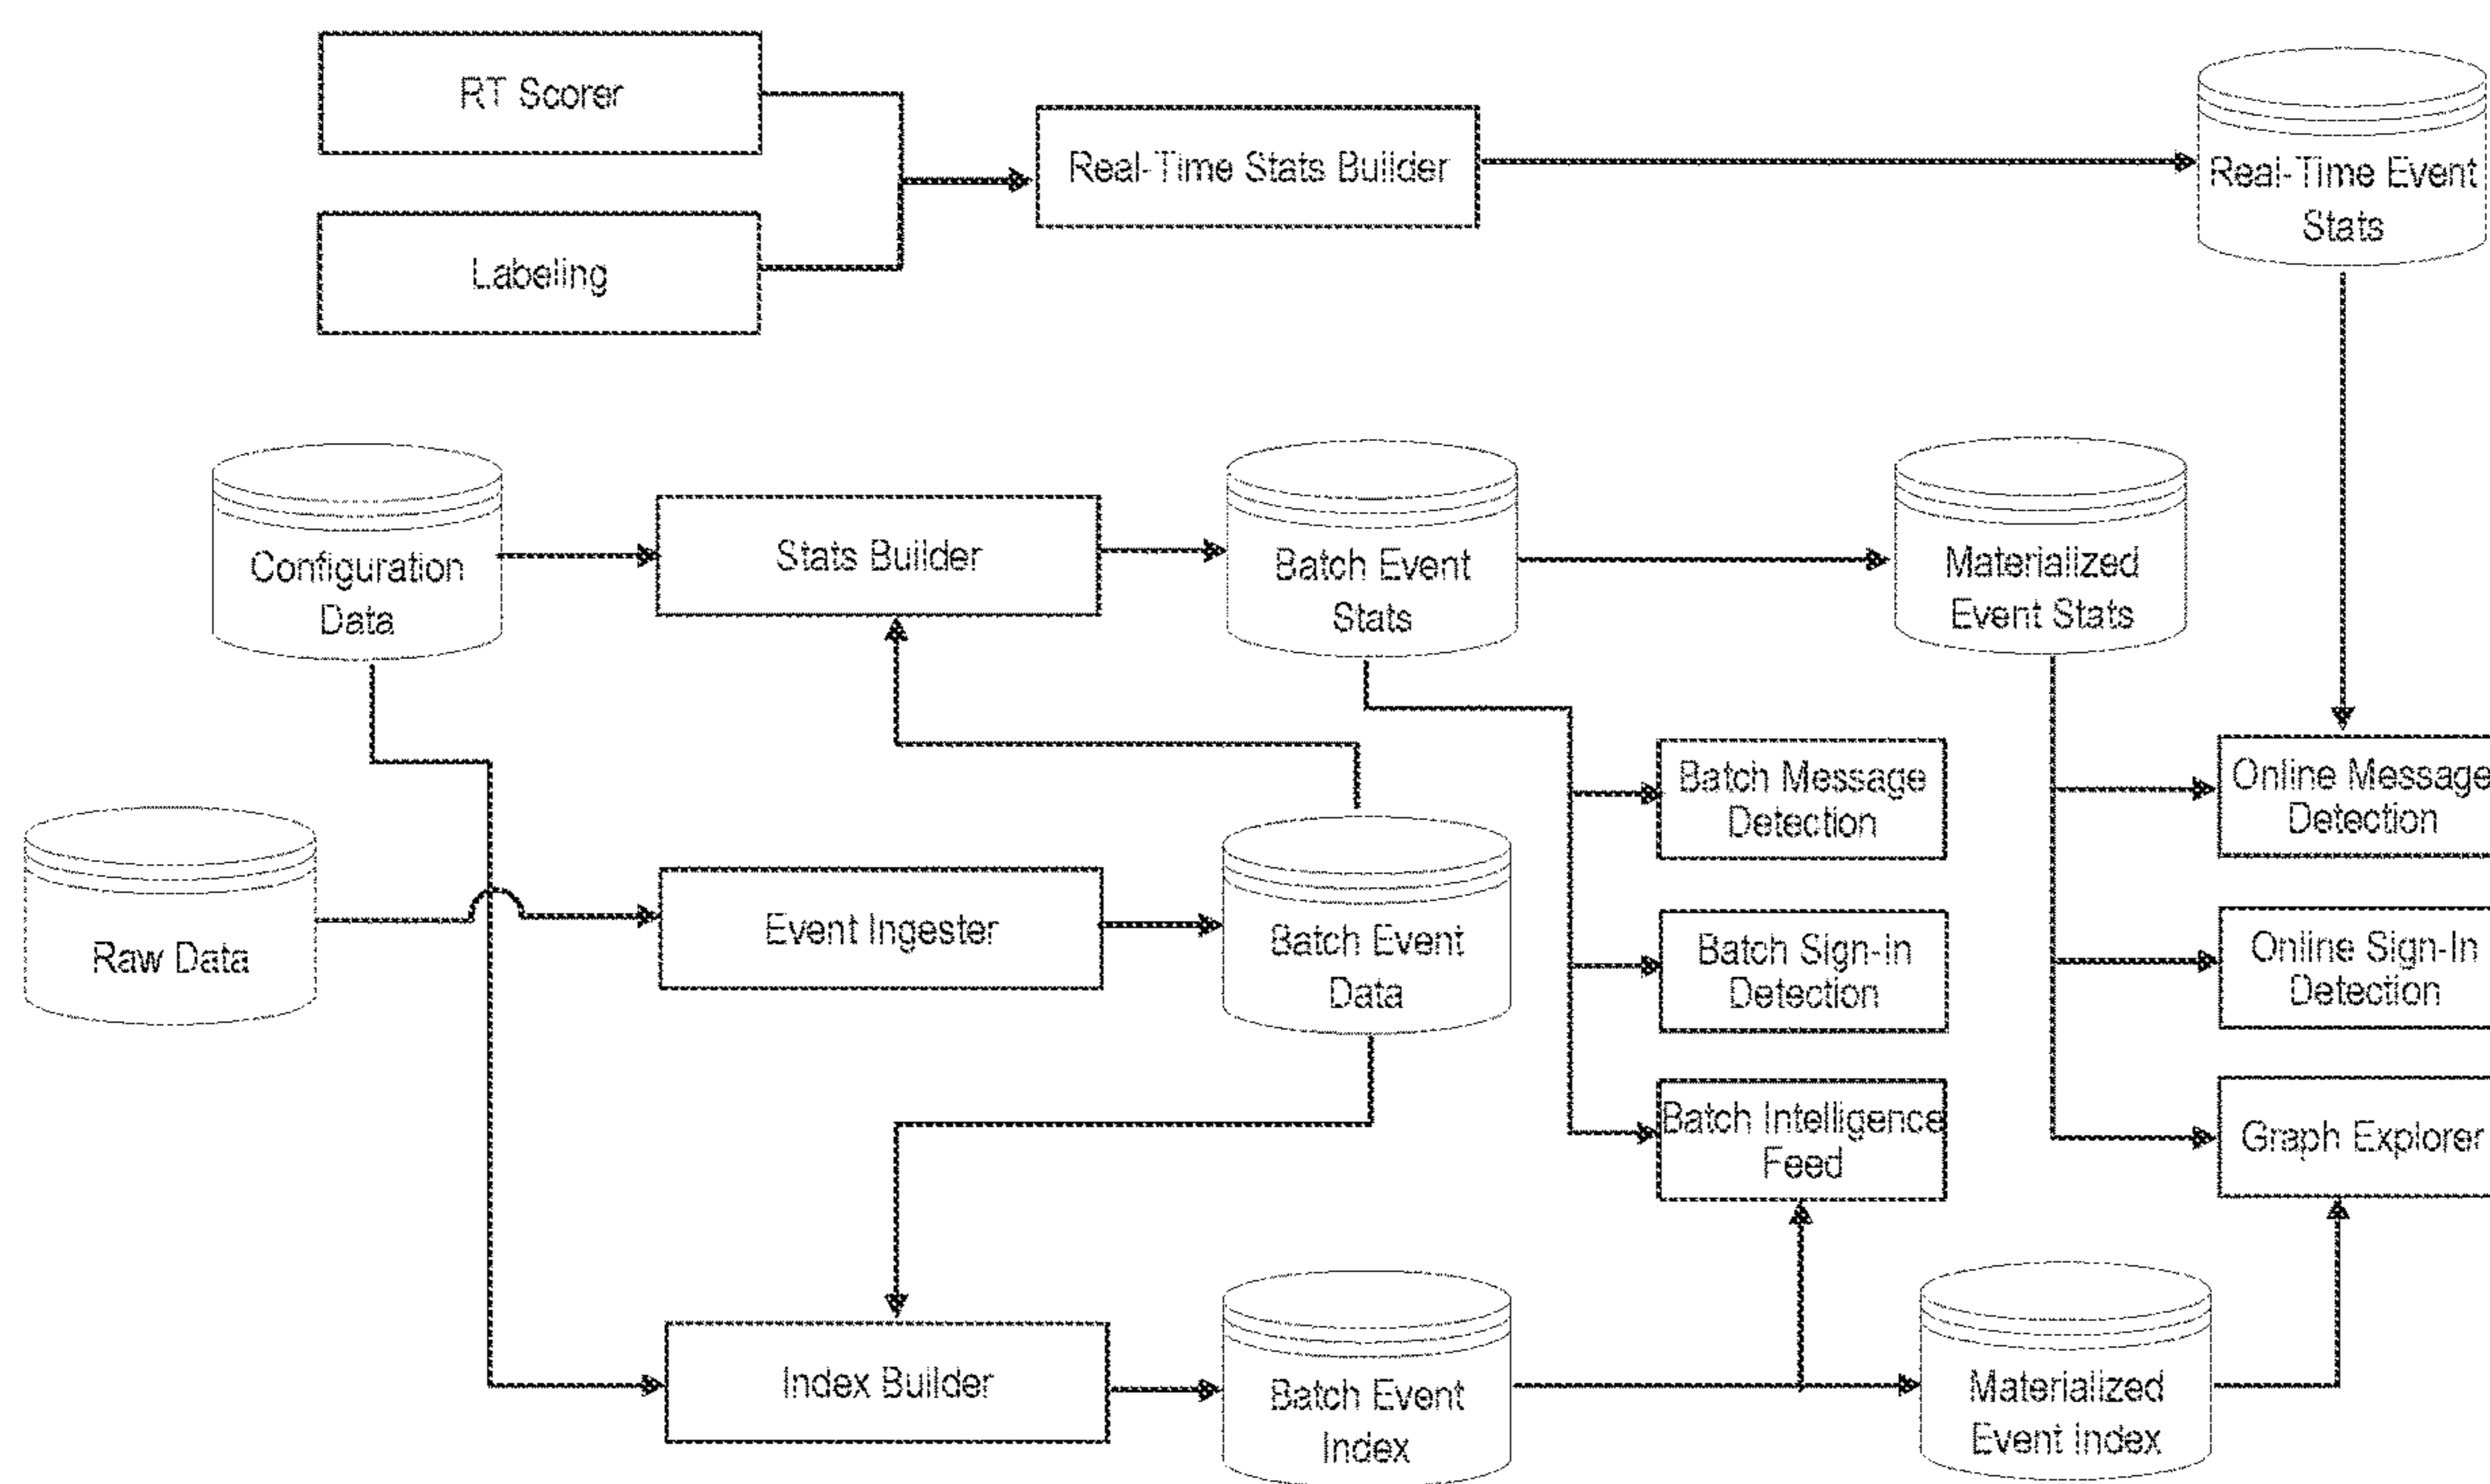 RT Scorer
Labeling
Real-Time Stats Builder
Real-Time Event
Stats
Configuration
Data
Stats Builder
Batch Event
Stats
Materialized
Event Stats
Raw Data
Event Ingester
Batch Event
Data
Batch Message
Detection
Online Message
Detection
Batch Sign-in
Detection
Online Sign-In
Detection
Batch Intelligence
Feed
Graph Explorer
Index Builder
Batch Event
Index
Materialized
Event Index